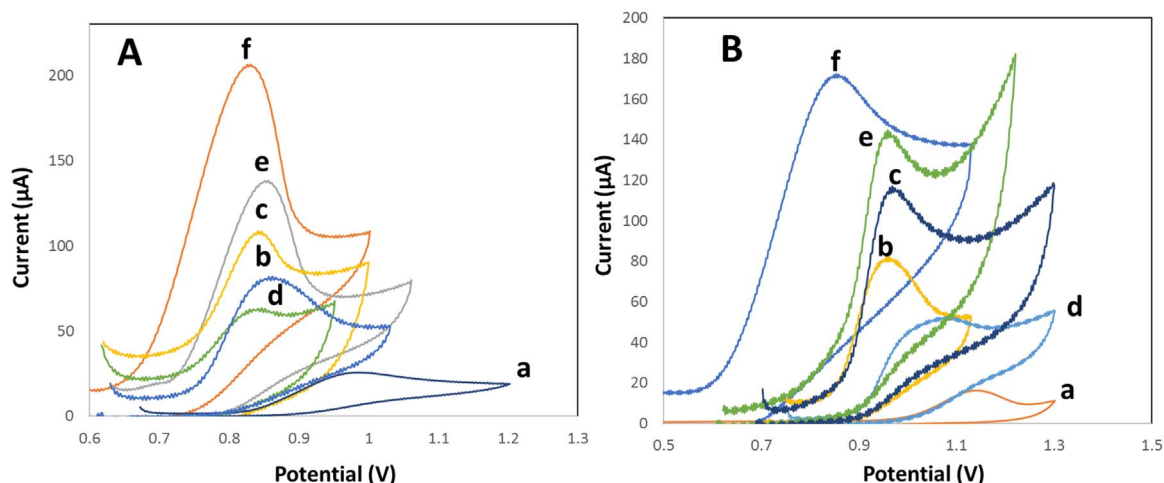 A
f
e
c
b
d
a
200
150
100
50
0
0.6 0.7 0.8 0.9 1 1.1 1.2 1.3
Current (µA)
Potential (V)
B
f
e
c
b
d
a
200
180
160
140
120
100
80
60
40
20
0
0.5 0.7 0.9 1.1 1.3 1.5
Current (µA)
Potential (V)